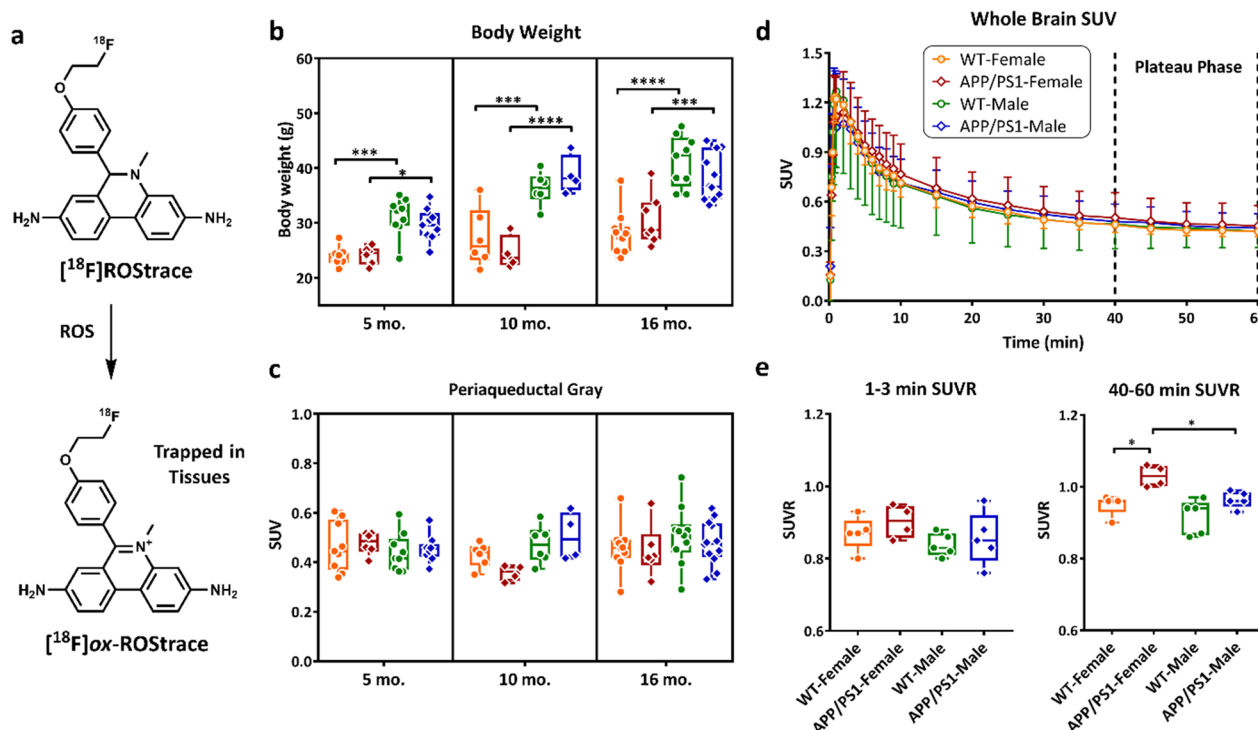 a
18F
O
N
H2N
NH2
[18F]ROStrace
ROS
18F
O
Trapped in
Tissues
N+
H2N
NH2
[18F]ox-ROStrace
b
Body Weight
Body weight (g)
60
50
40
30
20
***
*
***
****
****
***
5 mo.
10 mo.
16 mo.
c
Periaqueductal Gray
SUV
1.0
0.8
0.6
0.4
0.2
0.0
5 mo.
10 mo.
16 mo.
d
Whole Brain SUV
SUV
1.5
1.2
0.9
0.6
0.3
0.0
WT-Female
APP/PS1-Female
WT-Male
APP/PS1-Male
Plateau Phase
0
10
20
30
40
50
Time (min)
e
1-3 min SUVR
SUVR
1.2
1.0
0.8
0.6
WT-Female
APP/PS1-Female
WT-Male
APP/PS1-Male
40-60 min SUVR
SUVR
1.2
1.0
0.8
0.6
*
*
WT-Female
APP/PS1-Female
WT-Male
APP/PS1-Male